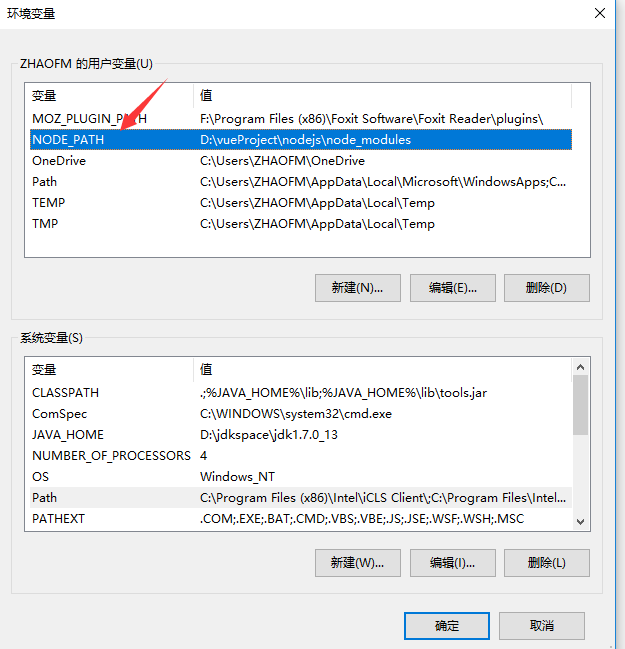 环境变量
ZHAOFM 的用户变量(U)
变量 值
MOZ_PLUGIN_PATH F:\Program Files (x86)\Foxit Software\Foxit Reader\plugins\
NODE_PATH D:\vueProject\nodejs\node_modules
OneDrive C:\Users\ZHAOFM\OneDrive
Path C:\Users\ZHAOFM\AppData\Local\Microsoft\WindowsApps;C...
TEMP C:\Users\ZHAOFM\AppData\Local\Temp
TMP C:\Users\ZHAOFM\AppData\Local\Temp
新建(N)... 编辑(E)... 删除(D)
系统变量(S)
变量 值
CLASSPATH .;%JAVA_HOME%\lib;%JAVA_HOME%\lib\tools.jar
ComSpec C:\WINDOWS\system32\cmd.exe
JAVA_HOME D:\jdkspace\jdk1.7.0_13
NUMBER_OF_PROCESSORS 4
OS Windows_NT
Path C:\Program Files (x86)\Intel\iCLS Client\;C:\Program Files\Intel...
PATHEXT .COM;.EXE;.BAT;.CMD;.VBS;.VBE;.JS;.JSE;.WSF;.WSH;.MSC
新建(W)... 编辑(I)... 删除(L)
确定 取消